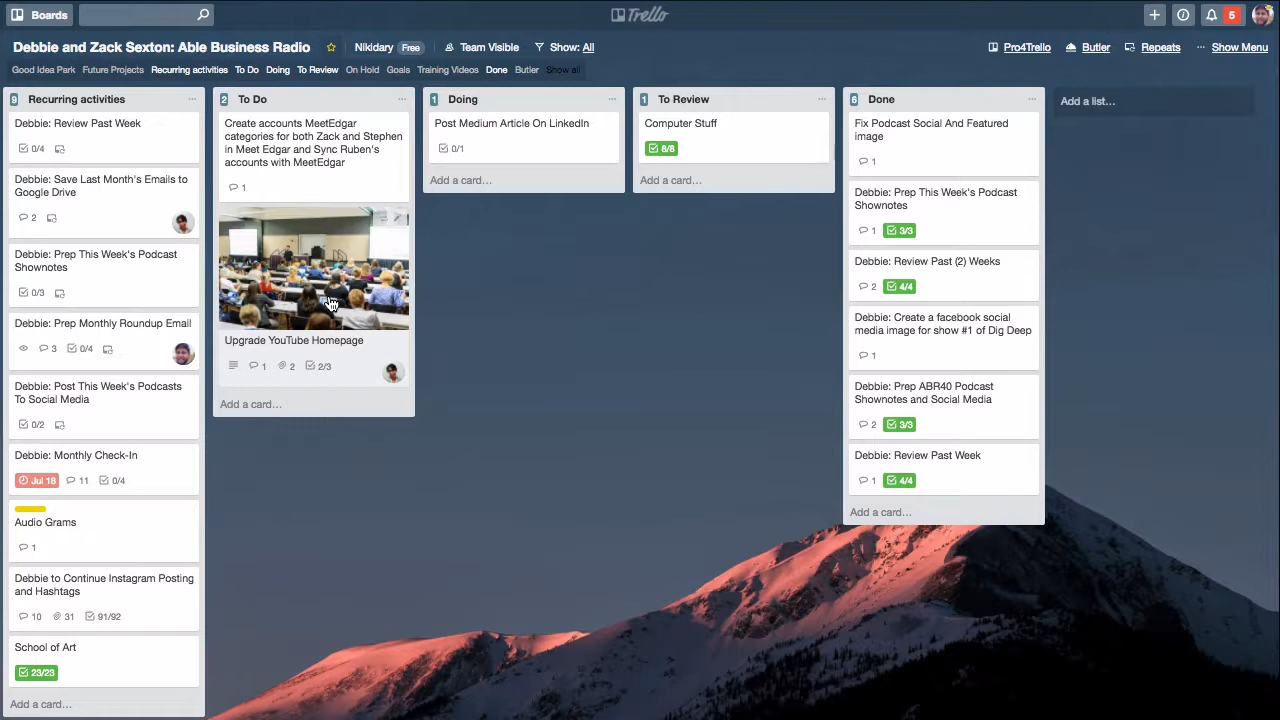 Boards
Trello
5
Debbie and Zack Sexton: Able Business Radio
Nikidary Free
Team Visible
Show: All
Pro4Trello
Butler
Repeats
Show Menu
Good Idea Park Future Projects Recurring activities To Do Doing To Review On Hold Goals Training Videos Done Butler Show all
9 Recurring activities
Debbie: Review Past Week
0/4
Debbie: Save Last Month's Emails to
Google Drive
2
Debbie: Prep This Week's Podcast
Shownotes
0/3
Debbie: Prep Monthly Roundup Email
3 0/4
Debbie: Post This Week's Podcasts
To Social Media
0/2
Debbie: Monthly Check-In
Jul 18 11 0/4
Audio Grams
1
Debbie to Continue Instagram Posting
and Hashtags
10 31 91/92
School of Art
23/23
Add a card...
2 To Do
Create accounts MeetEdgar
categories for both Zack and Stephen
in Meet Edgar and Sync Ruben's
accounts with MeetEdgar
1
Upgrade YouTube Homepage
1 2 2/3
Add a card...
1 Doing
Post Medium Article On LinkedIn
0/1
Add a card...
1 To Review
Computer Stuff
8/8
Add a card...
6 Done
Fix Podcast Social And Featured
image
1
Debbie: Prep This Week's Podcast
Shownotes
1 3/3
Debbie: Review Past (2) Weeks
2 4/4
Debbie: Create a facebook social
media image for show #1 of Dig Deep
1
Debbie: Prep ABR40 Podcast
Shownotes and Social Media
2 3/3
Debbie: Review Past Week
1 4/4
Add a card...
Add a list...